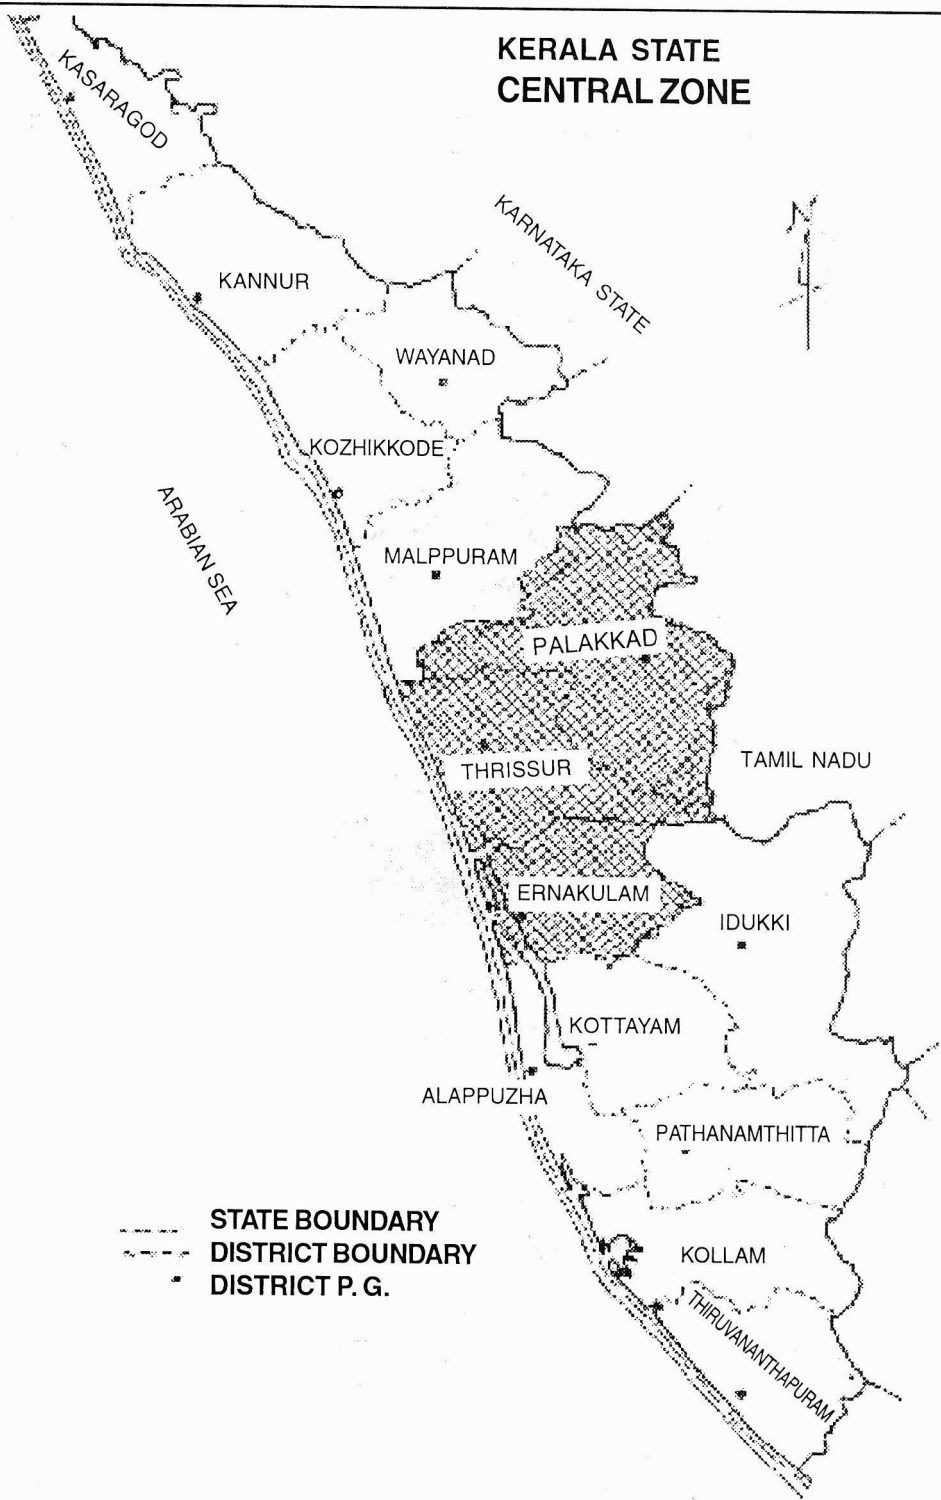 KERALA STATE
CENTRAL ZONE
KASARAGOD
KARNATAKA STATE
N
KANNUR
WAYANAD
KOZHIKKODE
ARABIAN SEA
MALPPURAM
PALAKKAD
THRISSUR
TAMIL NADU
ERNAKULAM
IDUKKI
KOTTAYAM
ALAPPUZHA
PATHANAMTHITTA
STATE BOUNDARY
DISTRICT BOUNDARY
DISTRICT P. G.
KOLLAM
THIRUVANANTHAPURAM